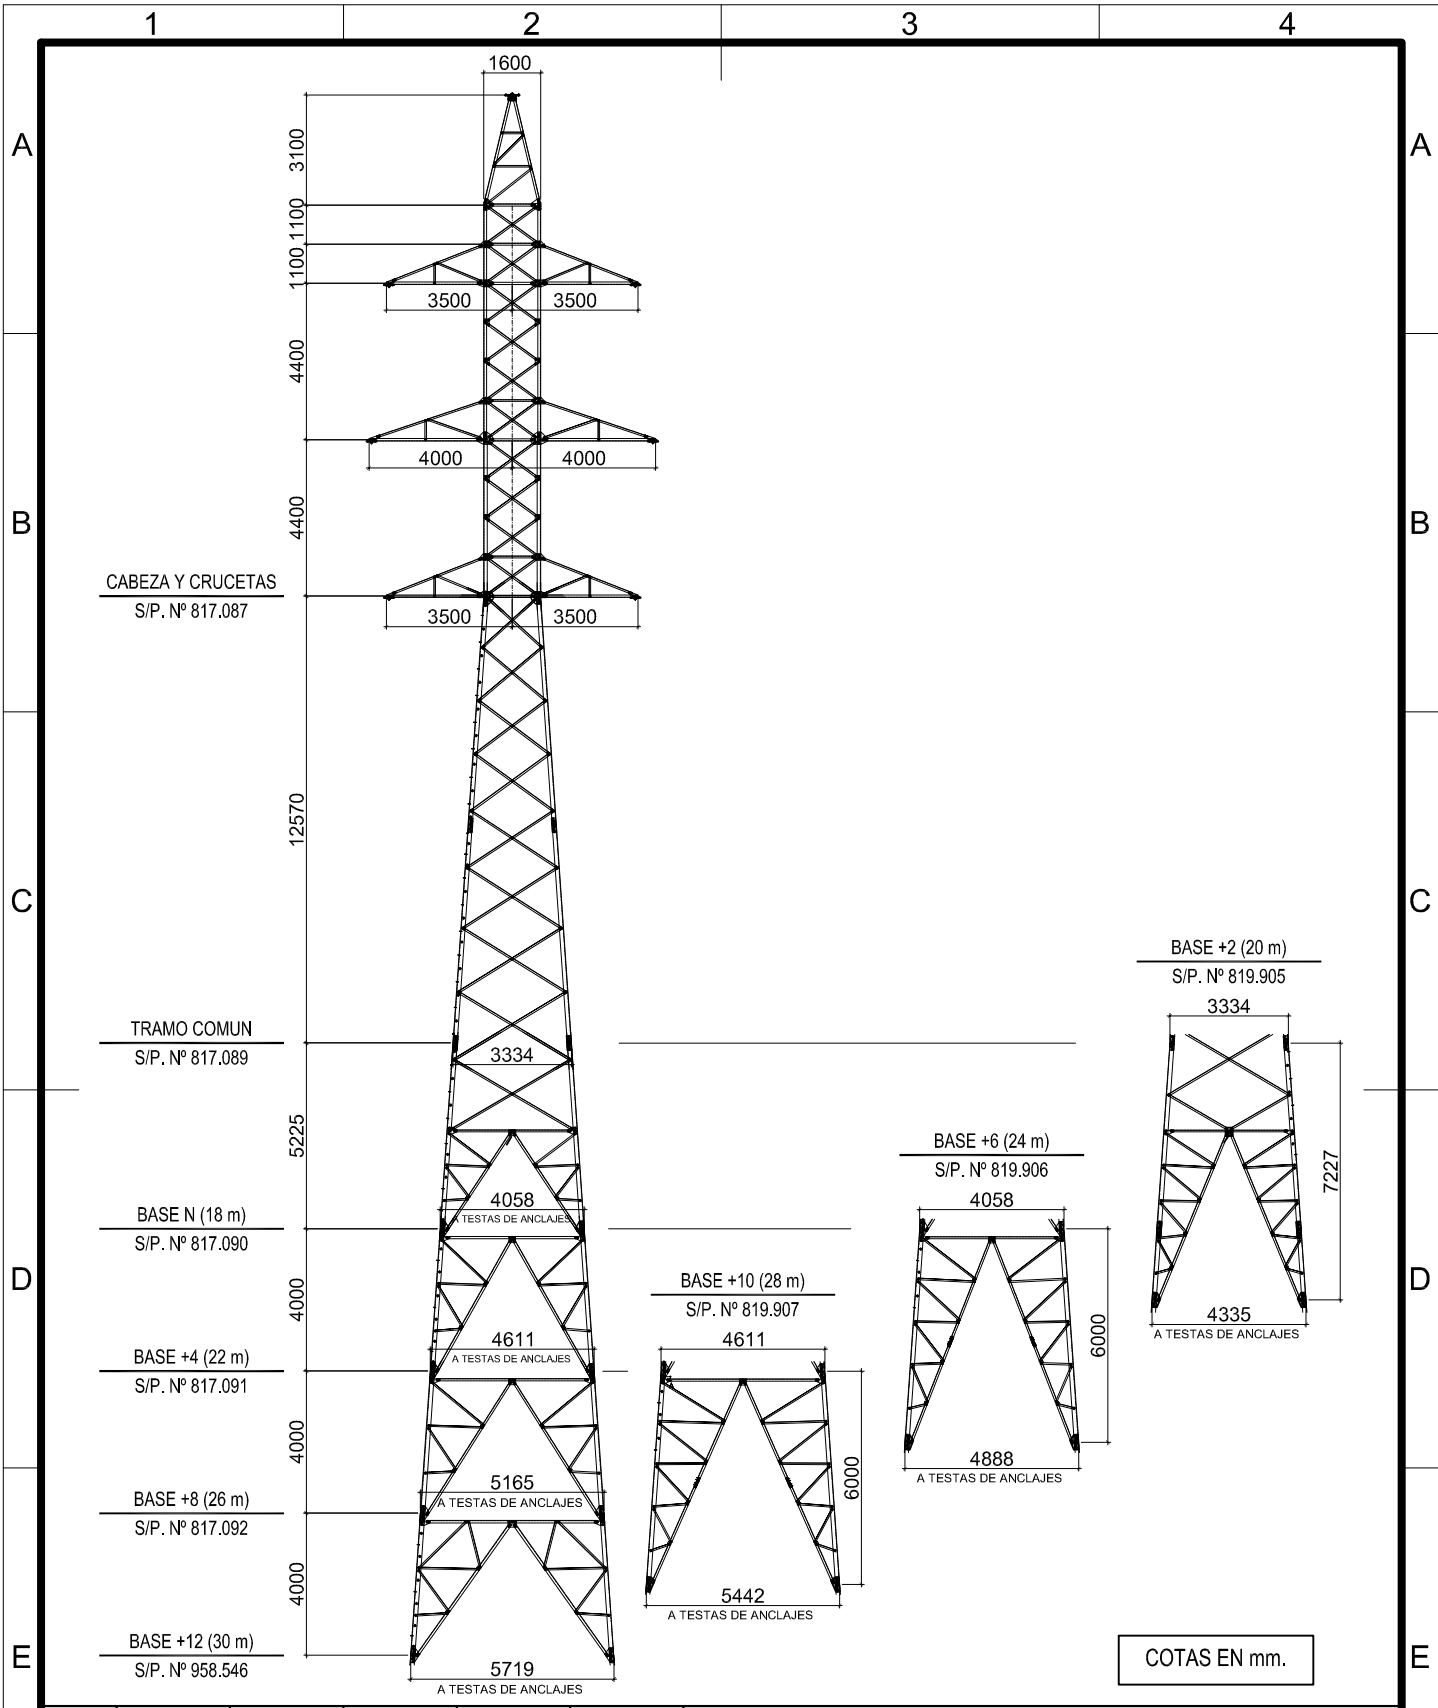 1 2 3 4
1600
A A
3100
1100
1100
3500 3500
4400
4000 4000
B B
4400
CABEZA Y CRUCETAS
S/P. Nº 817.087
3500 3500
12570
C C
BASE +2 (20 m)
S/P. Nº 819.905
3334
TRAMO COMUN
S/P. Nº 817.089
3334
5225
BASE +6 (24 m)
S/P. Nº 819.906
7227
4058
A TESTAS DE ANCLAJES
4058
BASE N (18 m)
S/P. Nº 817.090
D D
4000
BASE +10 (28 m)
S/P. Nº 819.907
4335
A TESTAS DE ANCLAJES
4611
A TESTAS DE ANCLAJES
4611
6000
BASE +4 (22 m)
S/P. Nº 817.091
4000
4888
A TESTAS DE ANCLAJES
6000
5165
A TESTAS DE ANCLAJES
BASE +8 (26 m)
S/P. Nº 817.092
4000
5442
A TESTAS DE ANCLAJES
BASE +12 (30 m)
S/P. Nº 958.546
E E
COTAS EN mm.
5719
A TESTAS DE ANCLAJES